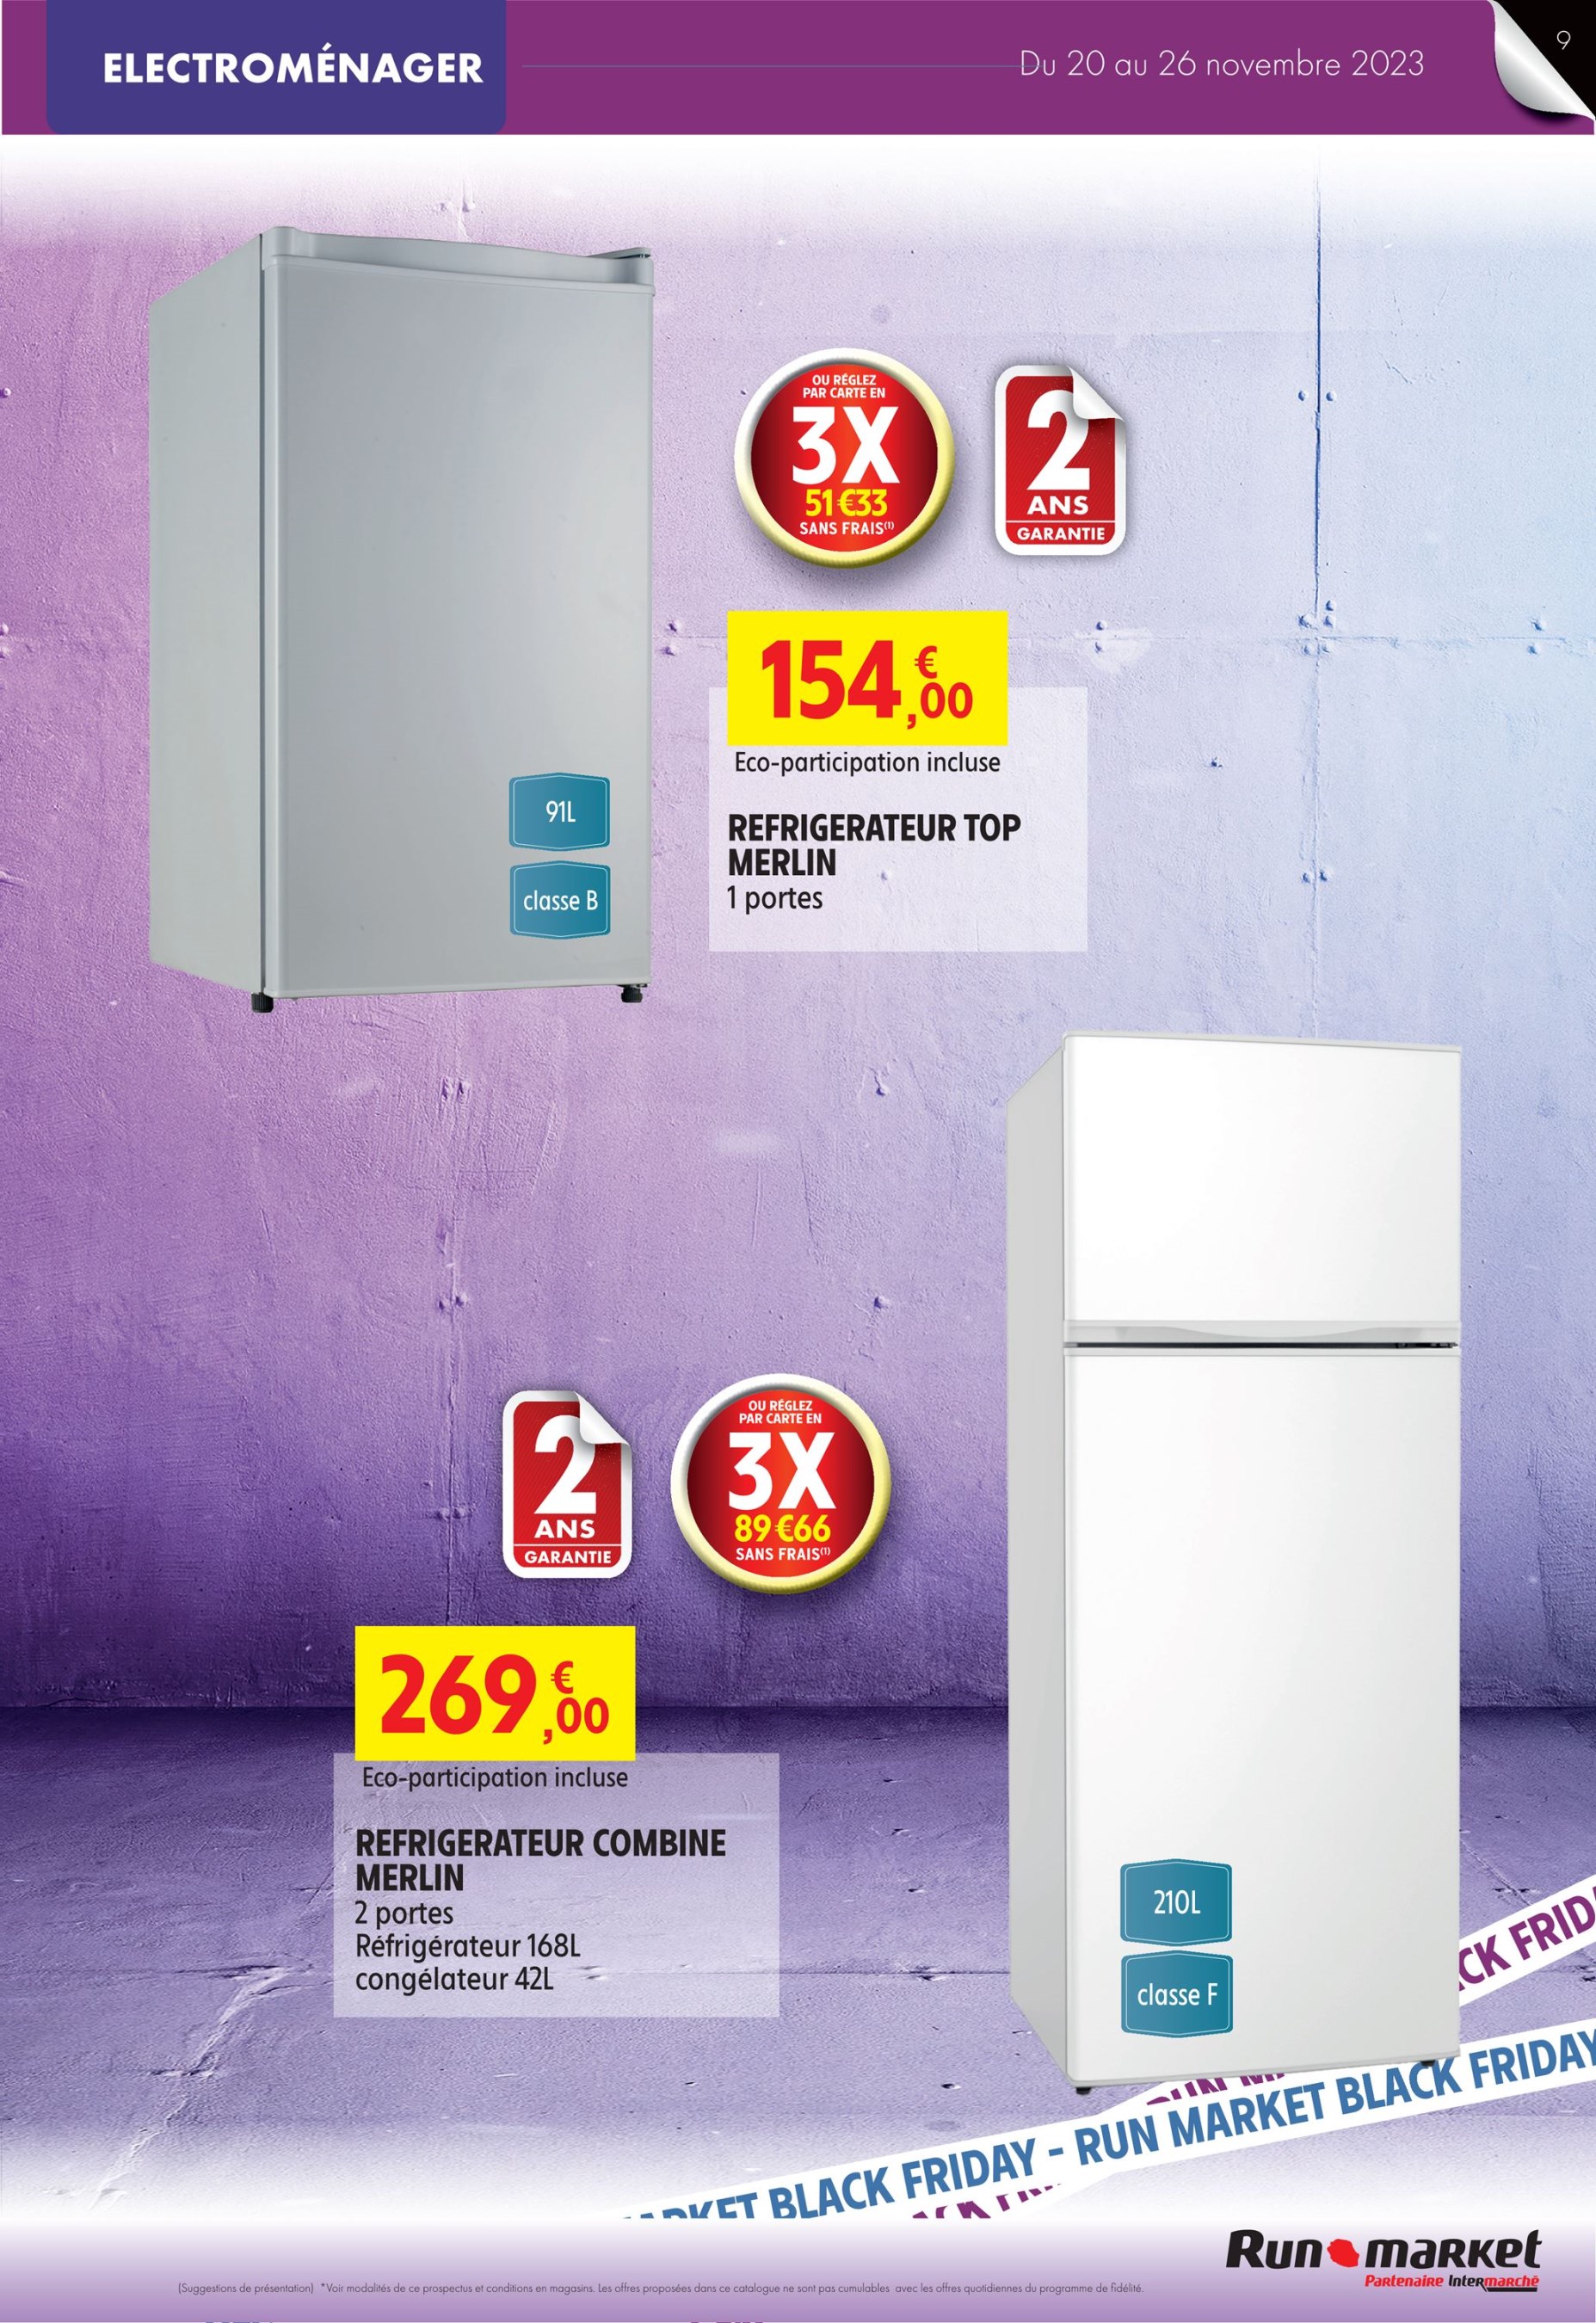 ELECTROMÉNAGER
Du 20 au 26 novembre 2023
9
OU RÉGLEZ
PAR CARTE EN
3X
51€33
SANS FRAIS(1)
2
ANS
GARANTIE
154,€00
Eco-participation incluse
REFRIGERATEUR TOP
MERLIN
1 portes
91L
classe B
2
ANS
GARANTIE
OU RÉGLEZ
PAR CARTE EN
3X
89€66
SANS FRAIS(1)
269,€00
Eco-participation incluse
REFRIGERATEUR COMBINE
MERLIN
2 portes
Réfrigérateur 168L
congélateur 42L
210L
classe F
CK FRID
BLACK FRIDAY - RUN MARKET BLACK FRIDAY
Run market
Partenaire Intermarché
(Suggestions de présentation) *Voir modalités de ce prospectus et conditions en magasins. Les offres proposées dans ce catalogue ne sont pas cumulables avec les offres quotidiennes du programme de fidélité.